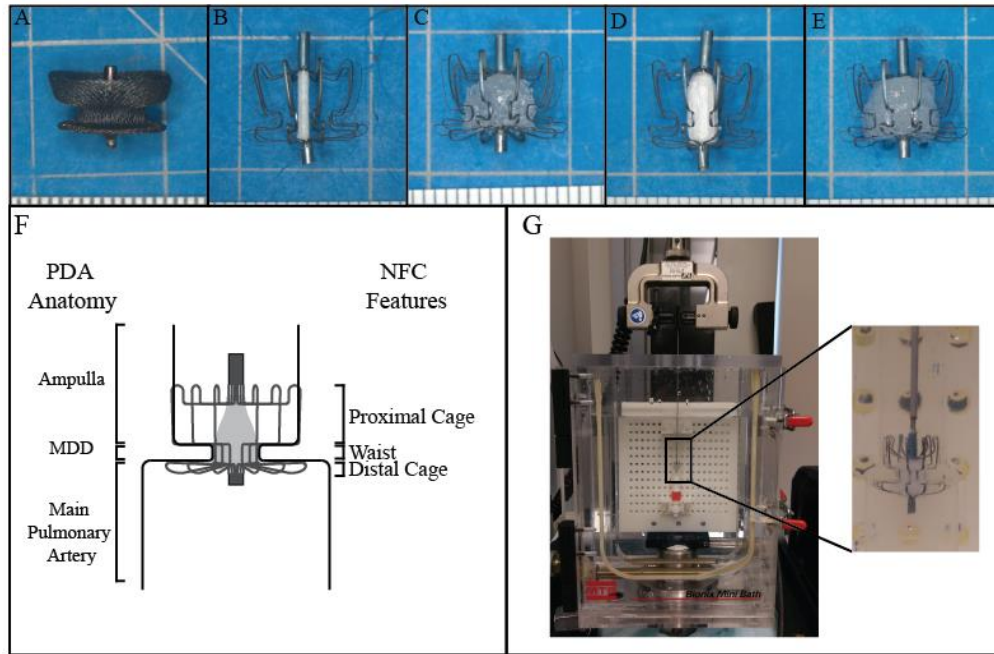 A
B
C
D
E
F
PDA
Anatomy
NFC
Features
Ampulla
MDD
Main
Pulmonary
Artery
Proximal Cage
Waist
Distal Cage
G
Bionix Mini Bath